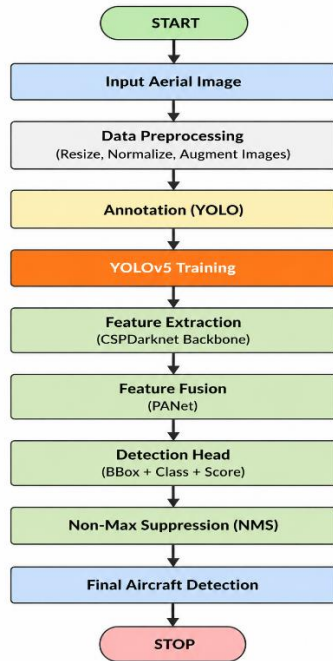 START
Input Aerial Image
Data Preprocessing
(Resize, Normalize, Augment Images)
Annotation (YOLO)
YOLOv5 Training
Feature Extraction
(CSPDarknet Backbone)
Feature Fusion
(PANet)
Detection Head
(BBox + Class + Score)
Non-Max Suppression (NMS)
Final Aircraft Detection
STOP